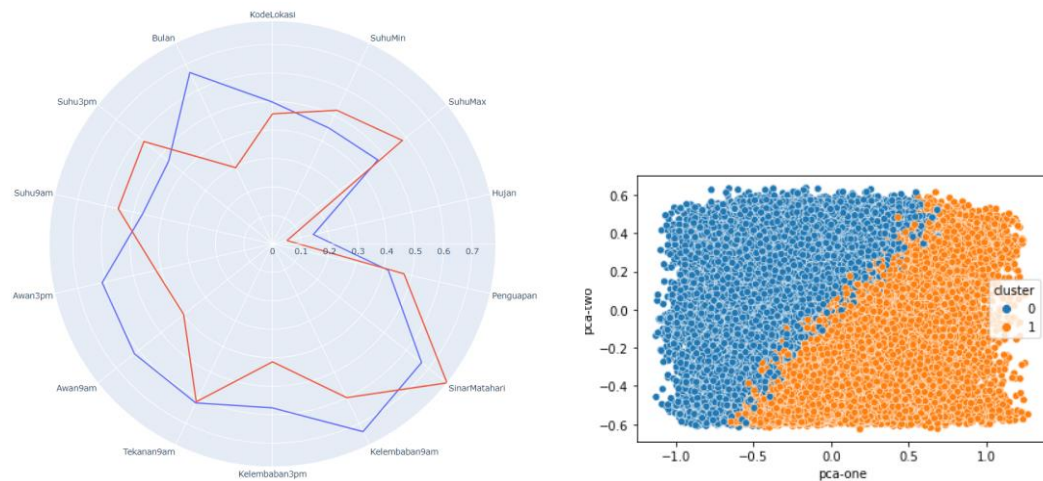 KodeLokasi
SuhuMin
SuhuMax
Hujan
Penguapan
SinarMatahari
Kelembaban9am
Kelembaban3pm
Tekanan9am
Awan9am
Awan3pm
Suhu9am
Suhu3pm
Bulan
0 0.1 0.2 0.3 0.4 0.5 0.6 0.7
pca-two
0.6
0.4
0.2
0.0
−0.2
−0.4
−0.6
−1.0 −0.5 0.0 0.5 1.0
pca-one
cluster
0
1